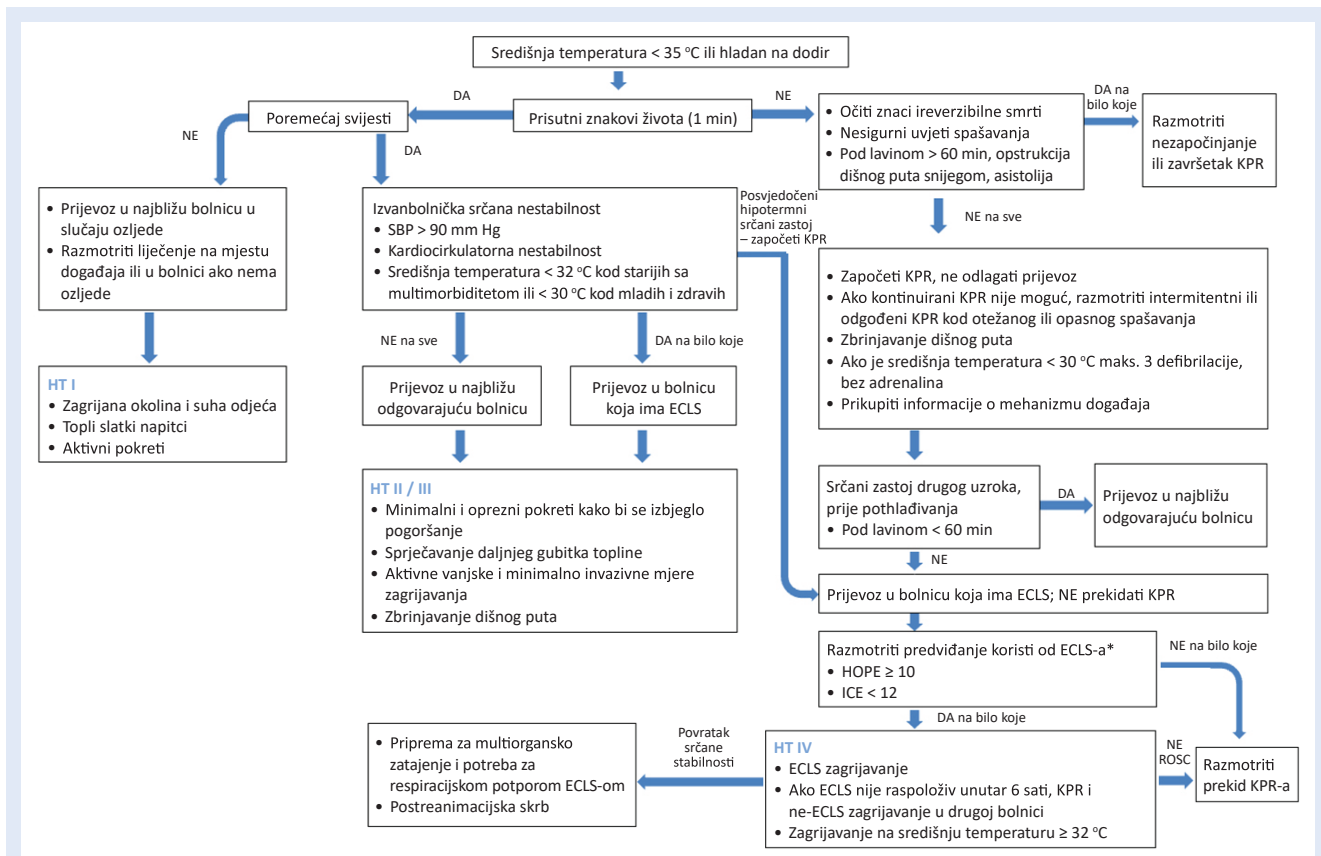 Središnja temperatura < 35 °C ili hladan na dodir
Prisutni znakovi života (1 min)
DA
NE
Poremećaj svijesti
NE
DA
• Očiti znaci ireverzibilne smrti
• Nesigurni uvjeti spašavanja
• Pod lavinom > 60 min, opstrukcija
dišnog puta snijegom, asistolija
DA na
bilo koje
Razmotriti
nezapočinjanje
ili završetak KPR
• Prijevoz u najbližu bolnicu u
slučaju ozljede
• Razmotriti liječenje na mjestu
događaja ili u bolnici ako nema
ozljede
Izvanbolnička srčana nestabilnost
• SBP > 90 mm Hg
• Kardiocirkulatorna nestabilnost
• Središnja temperatura < 32 °C kod starijih sa
multimorbiditetom ili < 30 °C kod mladih i zdravih
Posvjedočeni
hipotermni
srčani zastoj
– započeti KPR
NE na sve
• Započeti KPR, ne odlagati prijevoz
• Ako kontinuirani KPR nije moguć, razmotriti intermitentni ili
odgođeni KPR kod otežanog ili opasnog spašavanja
• Zbrinjavanje dišnog puta
• Ako je središnja temperatura < 30 °C maks. 3 defibrilacije,
bez adrenalina
• Prikupiti informacije o mehanizmu događaja
NE na sve
DA na bilo koje
HT I
• Zagrijana okolina i suha odjeća
• Topli slatki napitci
• Aktivni pokreti
Prijevoz u najbližu
odgovarajuću bolnicu
Prijevoz u bolnicu
koja ima ECLS
HT II / III
• Minimalni i oprezni pokreti kako bi se izbjeglo
pogoršanje
• Sprječavanje daljnjeg gubitka topline
• Aktivne vanjske i minimalno invazivne mjere
zagrijavanja
• Zbrinjavanje dišnog puta
Srčani zastoj drugog uzroka,
prije pothlađivanja
• Pod lavinom < 60 min
DA
Prijevoz u najbližu
odgovarajuću bolnicu
NE
Prijevoz u bolnicu koja ima ECLS; NE prekidati KPR
Razmotriti predviđanje koristi od ECLS-a*
• HOPE ≥ 10
• ICE < 12
NE na bilo koje
DA na bilo koje
HT IV
• ECLS zagrijavanje
• Ako ECLS nije raspoloživ unutar 6 sati, KPR i
ne-ECLS zagrijavanje u drugoj bolnici
• Zagrijavanje na središnju temperaturu ≥ 32 °C
NE
ROSC
Razmotriti
prekid KPR-a
Povratak
srčane
stabilnosti
• Priprema za multiorgansko
zatajenje i potreba za
respiracijskom potporom ECLS-om
• Postreanimacijska skrb